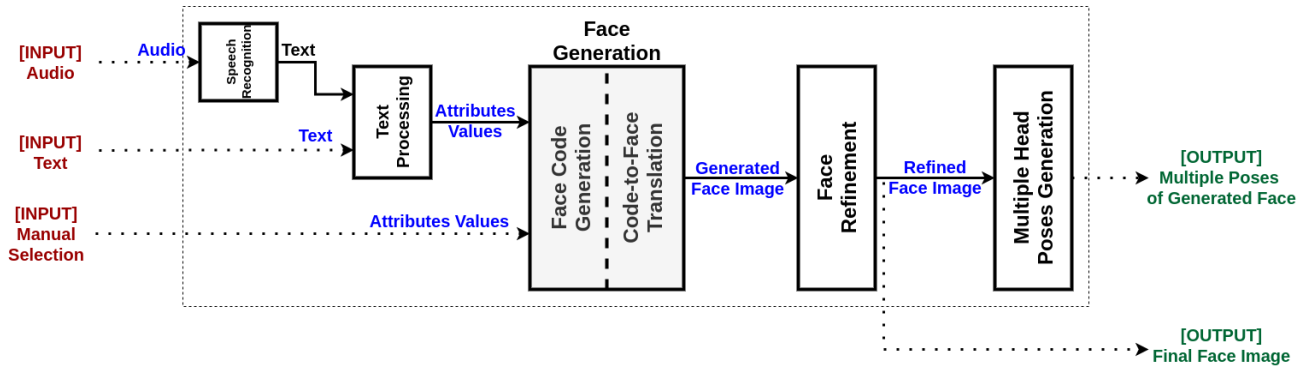 [INPUT]
Audio
Audio
Speech
Recognition
Text
[INPUT]
Text
Text
Text
Processing
[INPUT]
Manual
Selection
Attributes Values
Attributes
Values
Face
Generation
Face Code
Generation
Code-to-Face
Translation
Generated
Face Image
Face
Refinement
Refined
Face Image
Multiple Head
Poses Generation
[OUTPUT]
Multiple Poses
of Generated Face
[OUTPUT]
Final Face Image